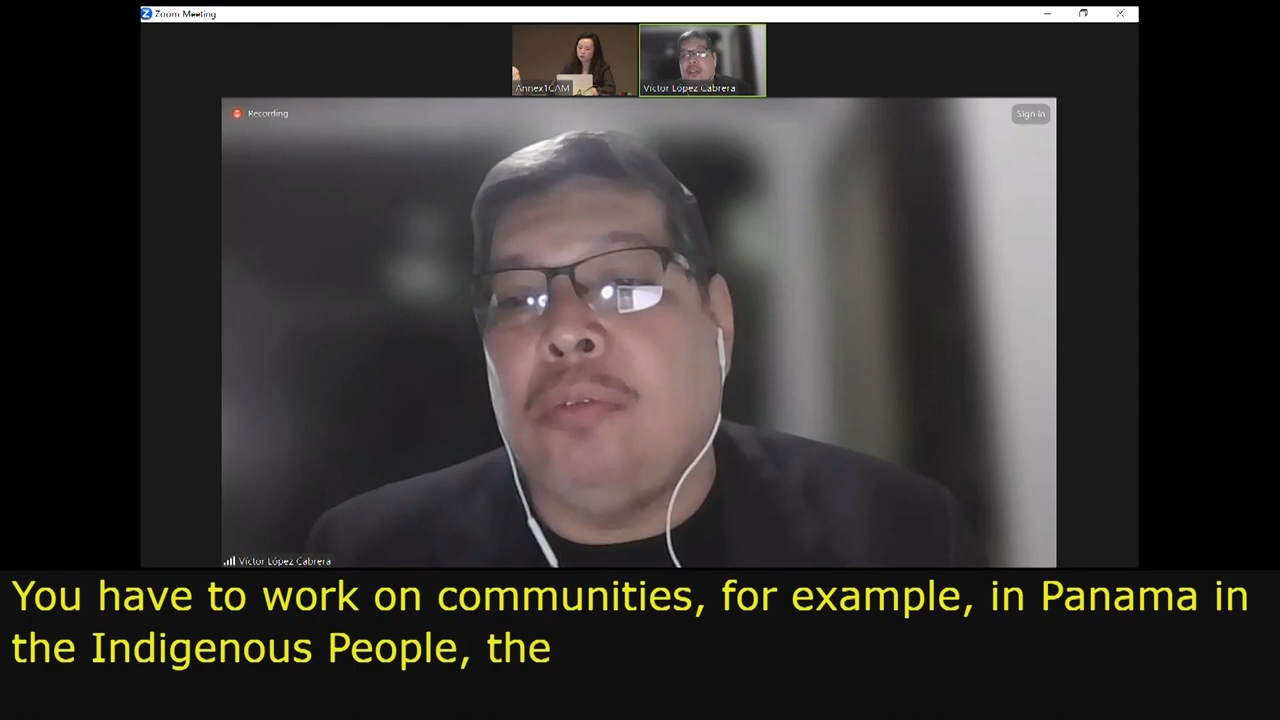 Zoom Meeting
Annex1CAM
Víctor López Cabrera
Recording
Sign in
Víctor López Cabrera
You have to work on communities, for example, in Panama in
the Indigenous People, the